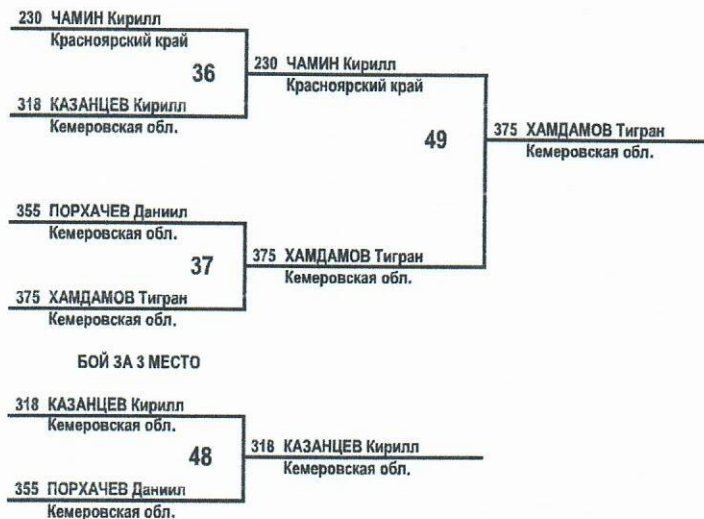 230 ЧАМИН Кирилл
Красноярский край
36
318 КАЗАНЦЕВ Кирилл
Кемеровская обл.
230 ЧАМИН Кирилл
Красноярский край
49
375 ХАМДАМОВ Тигран
Кемеровская обл.
355 ПОРХАЧЕВ Даниил
Кемеровская обл.
37
375 ХАМДАМОВ Тигран
Кемеровская обл.
375 ХАМДАМОВ Тигран
Кемеровская обл.
БОЙ ЗА 3 МЕСТО
318 КАЗАНЦЕВ Кирилл
Кемеровская обл.
48
355 ПОРХАЧЕВ Даниил
Кемеровская обл.
318 КАЗАНЦЕВ Кирилл
Кемеровская обл.